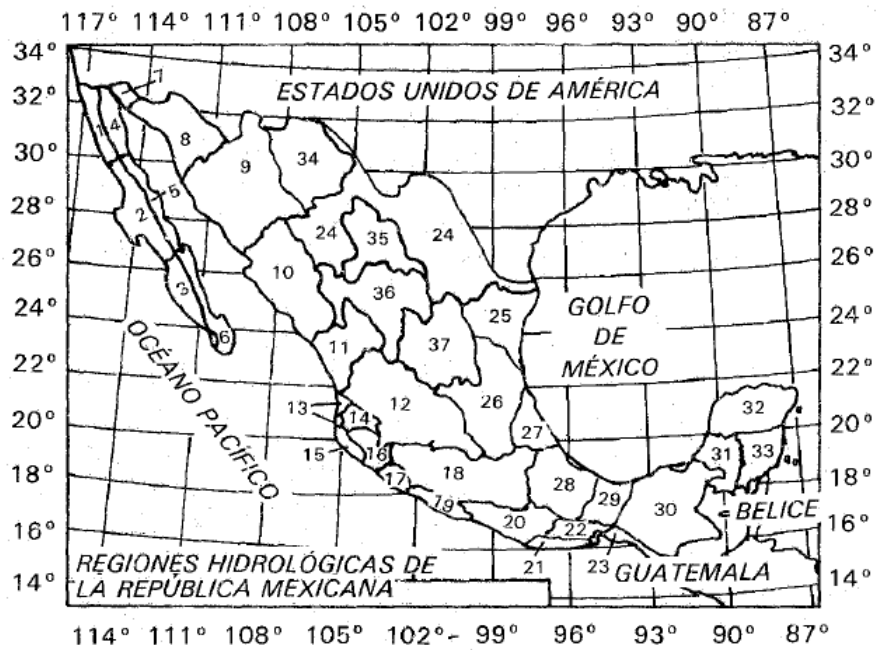 117° 114° 111° 108° 105° 102° 99° 96° 93° 90° 87°
34° 34°
ESTADOS UNIDOS DE AMÉRICA
32° 32°
7
1 4 8
9 34
30° 30°
5
2
28° 28°
24 35 24
10
26° 26°
3 36
25
GOLFO
DE
MÉXICO
24° 24°
6
11 37
OCÉANO PACÍFICO
22° 22°
12 26
13 14
32
20° 20°
27
15 16
31 33
18° 18°
17 18 28 29
19
30
BELICE
20 22
16° 16°
21 23
GUATEMALA
REGIONES HIDROLÓGICAS DE
LA REPÚBLICA MEXICANA
14° 14°
114° 111° 108° 105° 102° 99° 96° 93° 90° 87°